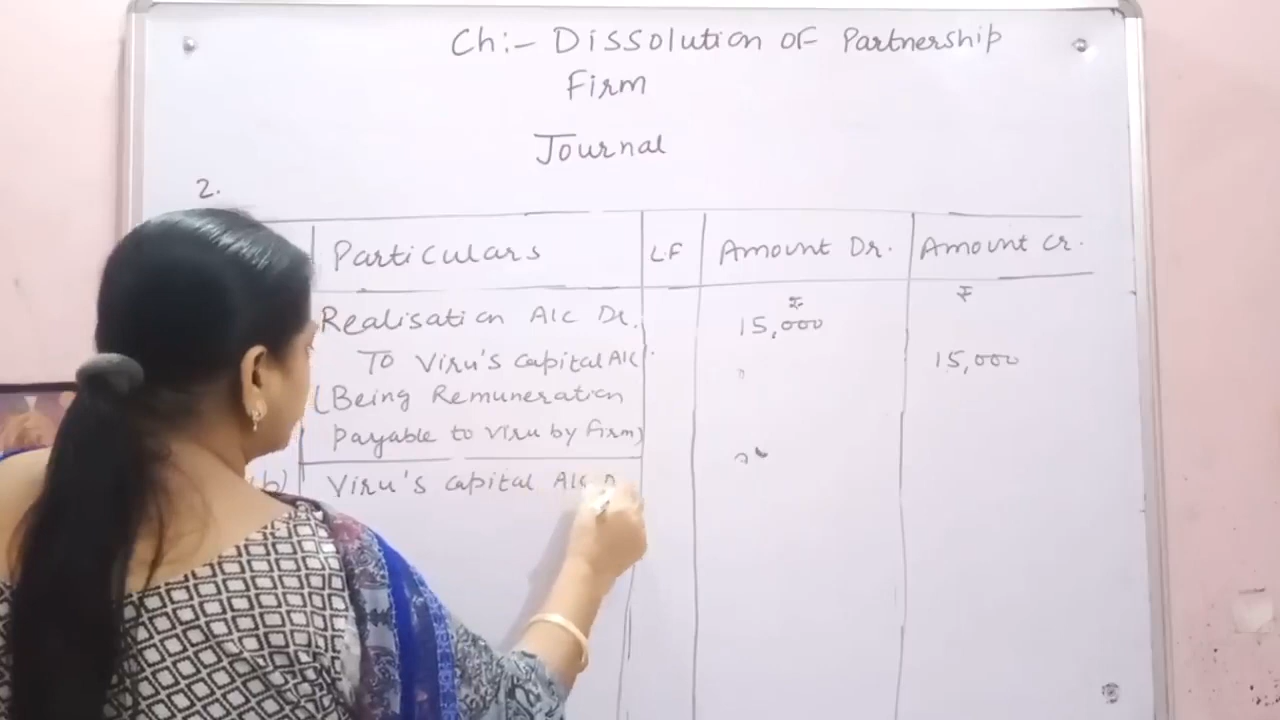 Ch:- Dissolution of Partnership
Firm
Journal
2.
Particulars L.F Amount Dr. Amount Cr.
₹ ₹
Realisation A/c Dr. 15,000
To Viru's Capital A/c 15,000
(Being Remuneration
payable to Viru by firm)
b) Viru's Capital A/c D